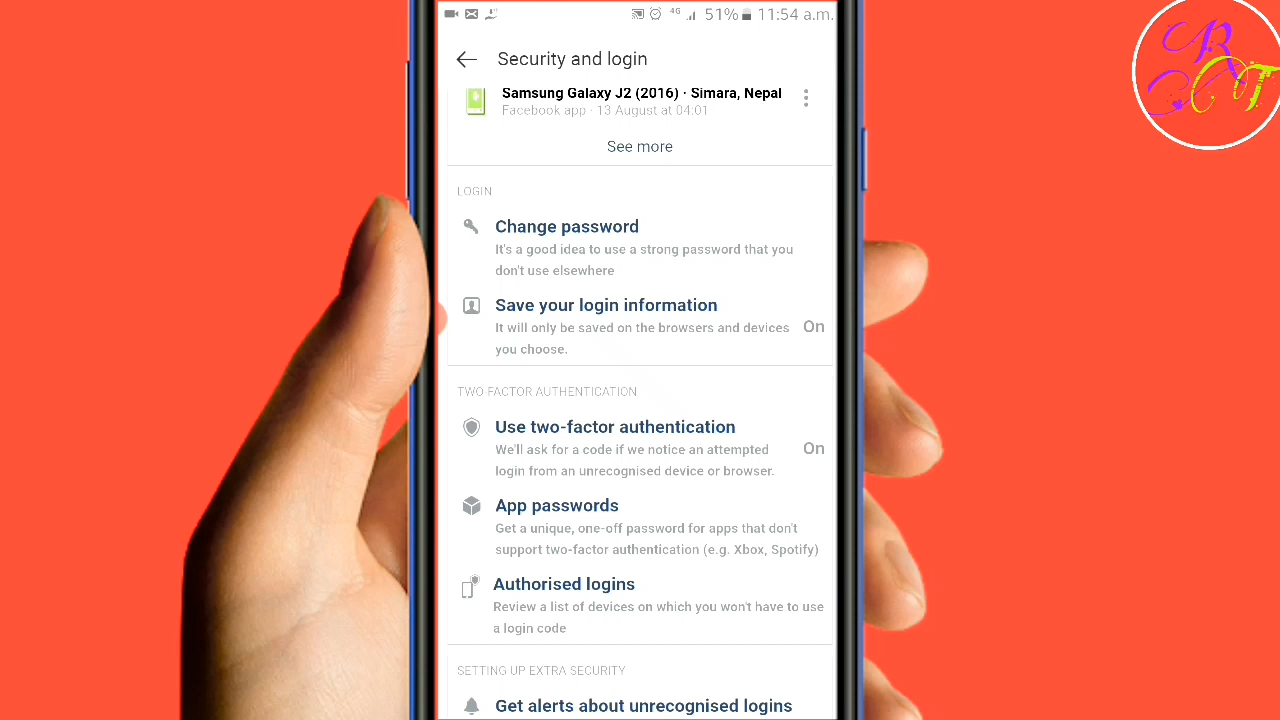 4G 51% 11:54 a.m.
Security and login
Samsung Galaxy J2 (2016) · Simara, Nepal
Facebook app · 13 August at 04:01
See more
LOGIN
Change password
It's a good idea to use a strong password that you
don't use elsewhere
Save your login information
It will only be saved on the browsers and devices
you choose.
On
TWO-FACTOR AUTHENTICATION
Use two-factor authentication
We'll ask for a code if we notice an attempted
login from an unrecognised device or browser.
On
App passwords
Get a unique, one-off password for apps that don't
support two-factor authentication (e.g. Xbox, Spotify)
Authorised logins
Review a list of devices on which you won't have to use
a login code
SETTING UP EXTRA SECURITY
Get alerts about unrecognised logins